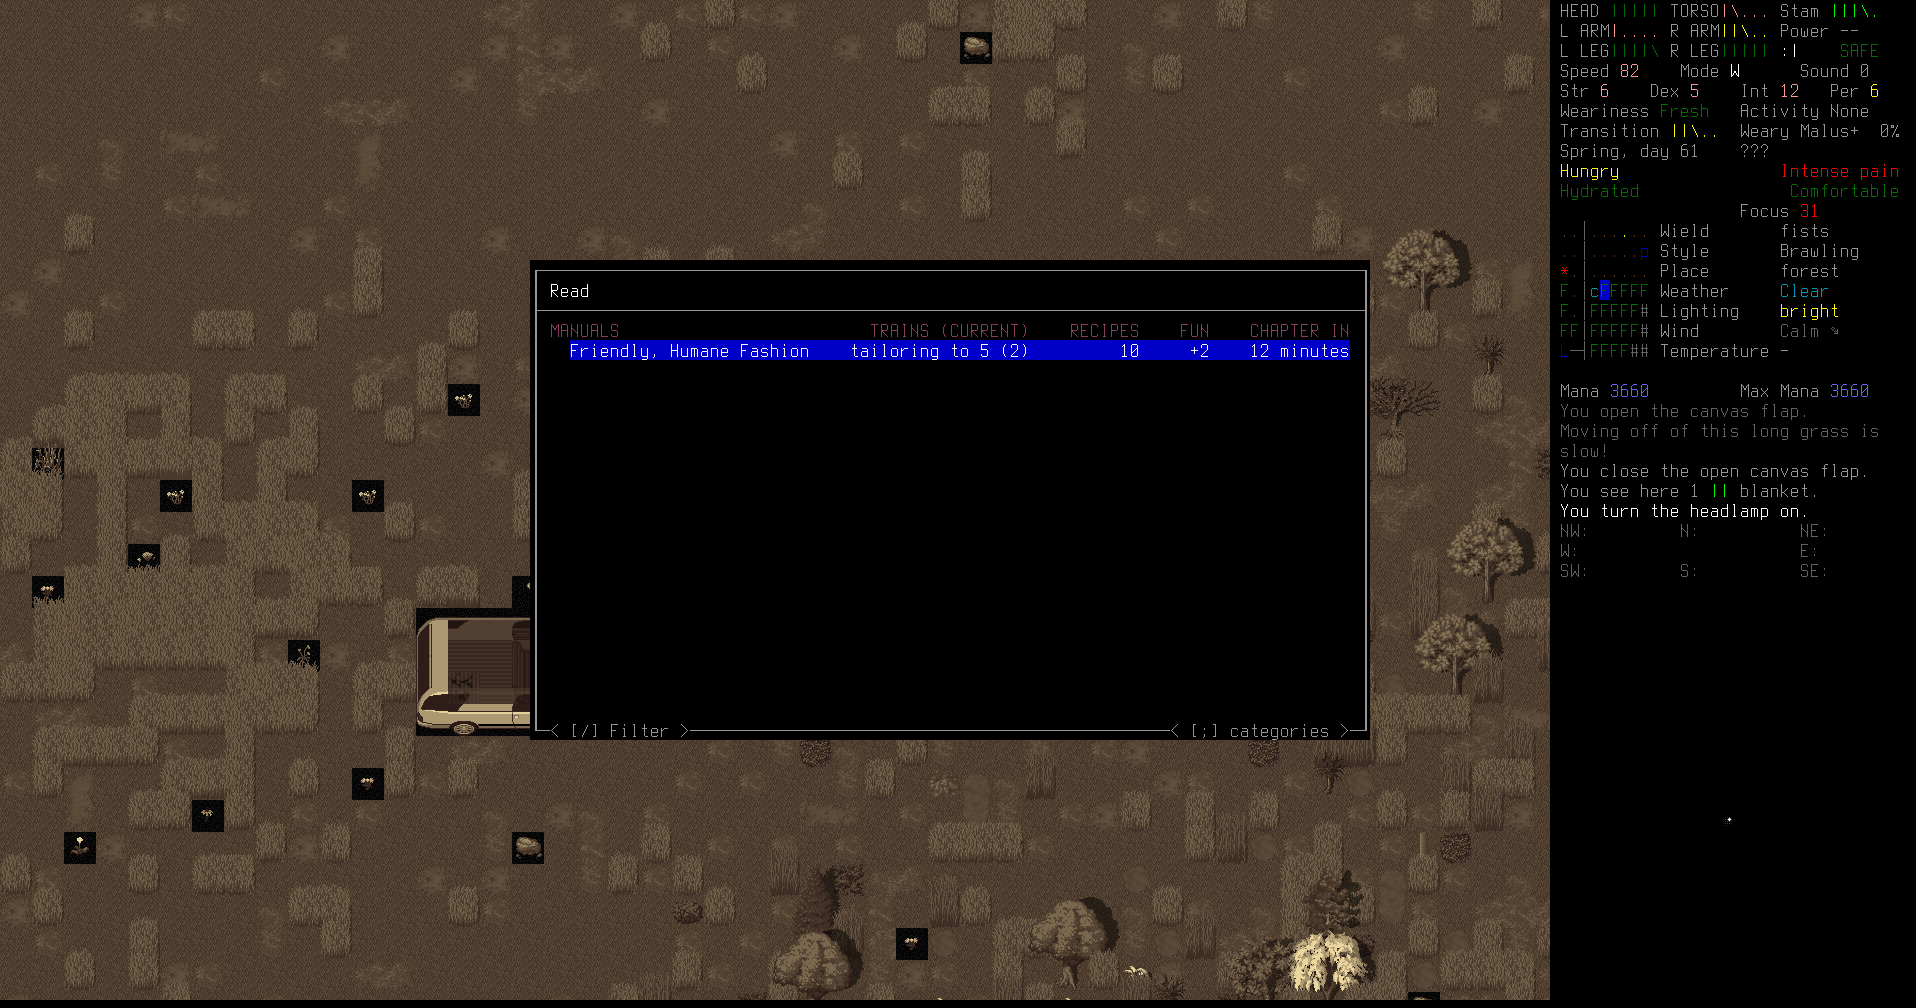 Read
MANUALS TRAINS (CURRENT) RECIPES FUN CHAPTER IN
Friendly, Humane Fashion tailoring to 5 (2) 10 +2 12 minutes
< [/] Filter > < [;] categories >
HEAD ||||| TORSO|\... Stam |||\.
L ARM|.... R ARM||\.. Power --
L LEG||||\ R LEG||||| :| SAFE
Speed 82 Mode W Sound 0
Str 6 Dex 5 Int 12 Per 6
Weariness Fresh Activity None
Transition ||\.. Weary Malus+ 0%
Spring, day 61 ???
Hungry Intense pain
Hydrated Comfortable
Focus 31
..|...... Wield fists
..|.....□ Style Brawling
*.|...... Place forest
F.|cFFFFF Weather Clear
F.|FFFFF# Lighting bright
FF|FFFFF# Wind Calm ⇘
L—|FFFF## Temperature -
Mana 3660 Max Mana 3660
You open the canvas flap.
Moving off of this long grass is
slow!
You close the open canvas flap.
You see here 1 || blanket.
You turn the headlamp on.
NW: N: NE:
W: E:
SW: S: SE: